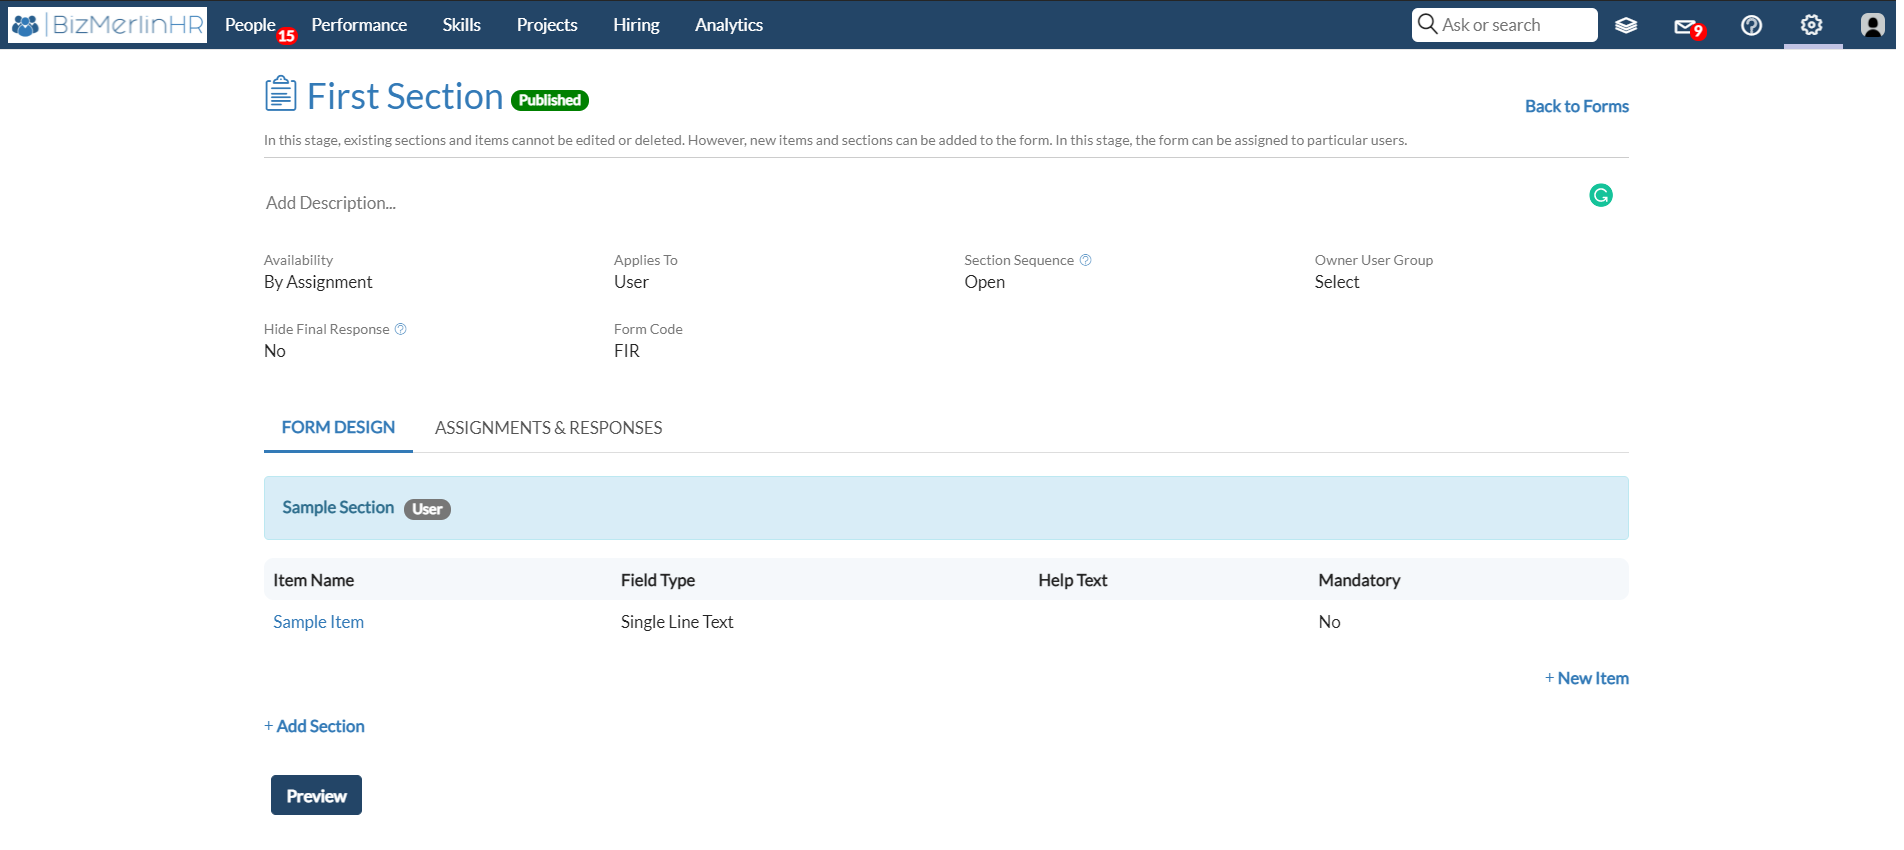 BizMerlinHR People 15 Performance Skills Projects Hiring Analytics Ask or search 9
First Section Published
Back to Forms
In this stage, existing sections and items cannot be edited or deleted. However, new items and sections can be added to the form. In this stage, the form can be assigned to particular users.
Add Description...
Availability Applies To Section Sequence Owner User Group
By Assignment User Open Select
Hide Final Response Form Code
No FIR
FORM DESIGN ASSIGNMENTS & RESPONSES
Sample Section User
Item Name Field Type Help Text Mandatory
Sample Item Single Line Text No
+ New Item
+ Add Section
Preview